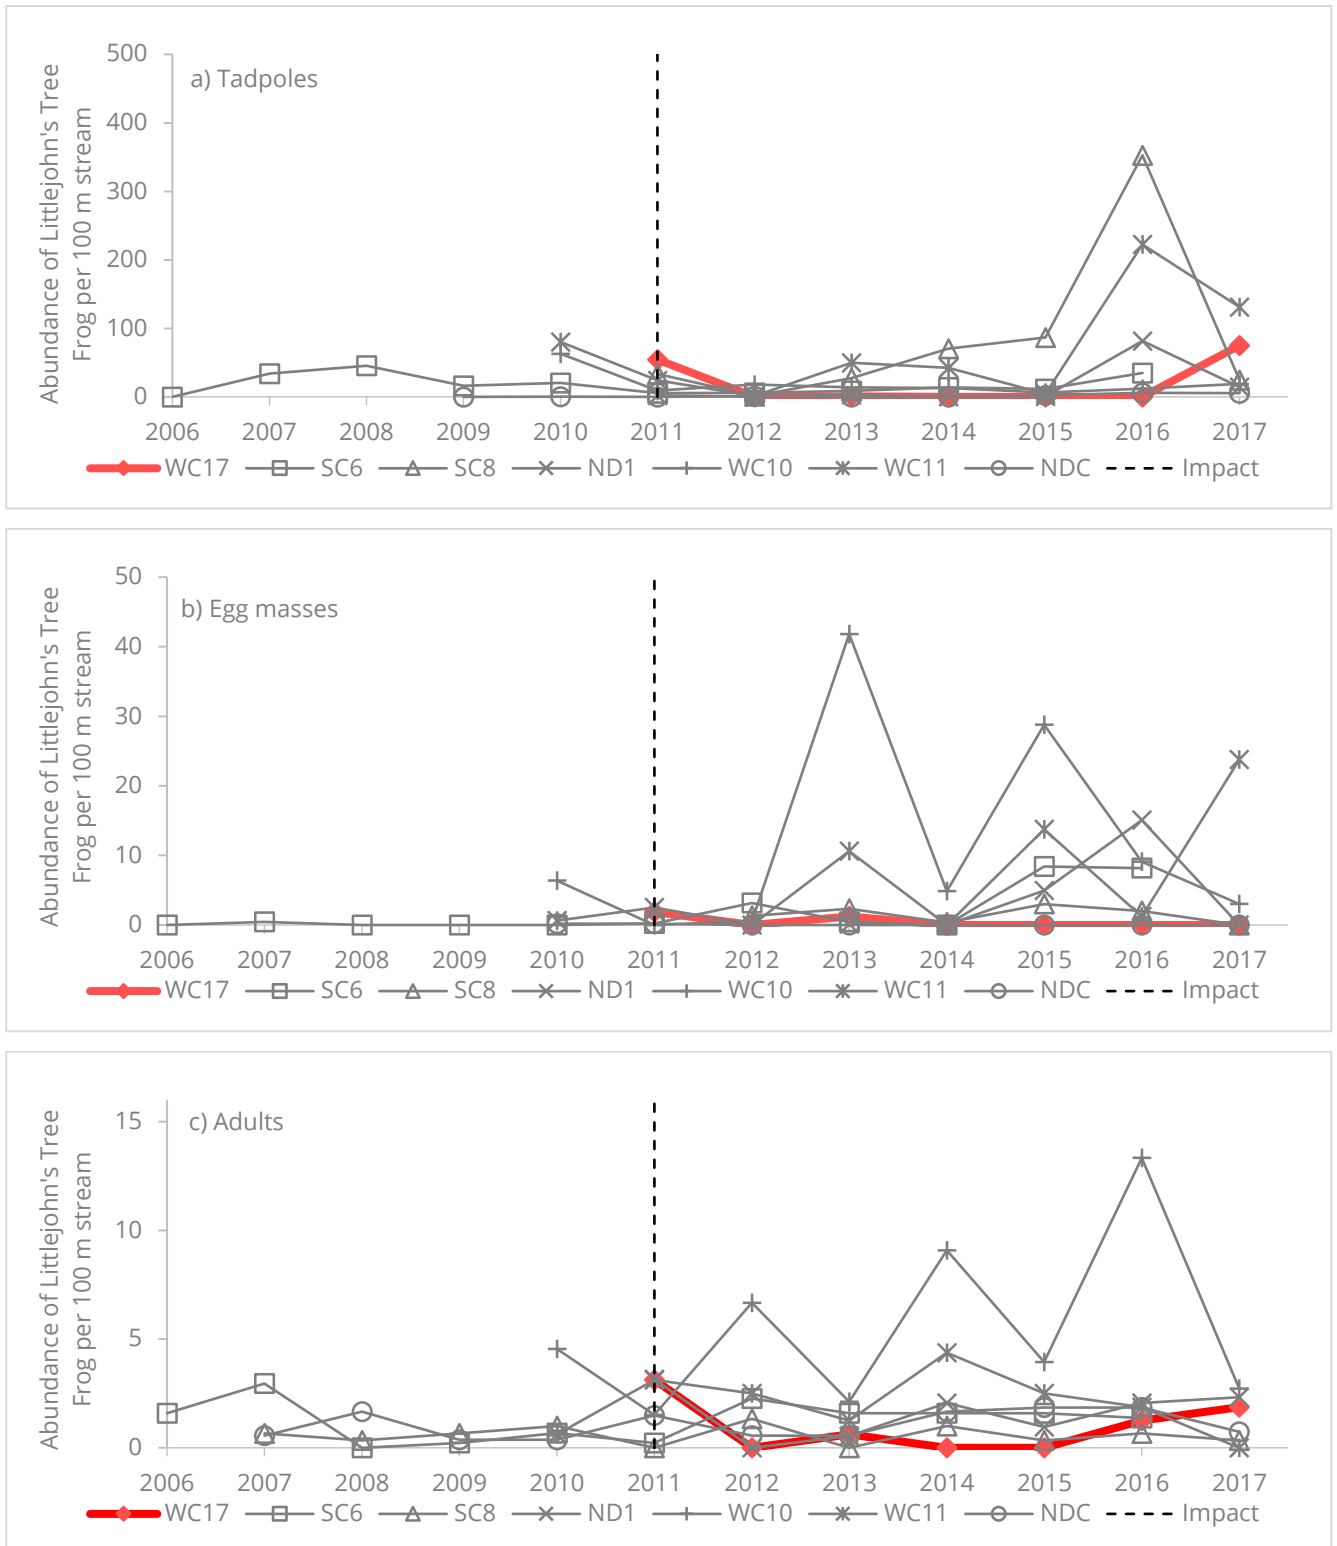 Abundance of Littlejohn's Tree
Frog per 100 m stream
500
400
300
200
100
0
a) Tadpoles
2006 2007 2008 2009 2010 2011 2012 2013 2014 2015 2016 2017
WC17 SC6 SC8 ND1 WC10 WC11 NDC Impact
Abundance of Littlejohn's Tree
Frog per 100 m stream
50
40
30
20
10
0
b) Egg masses
2006 2007 2008 2009 2010 2011 2012 2013 2014 2015 2016 2017
WC17 SC6 SC8 ND1 WC10 WC11 NDC Impact
Abundance of Littlejohn's Tree
Frog per 100 m stream
15
10
5
0
c) Adults
2006 2007 2008 2009 2010 2011 2012 2013 2014 2015 2016 2017
WC17 SC6 SC8 ND1 WC10 WC11 NDC Impact